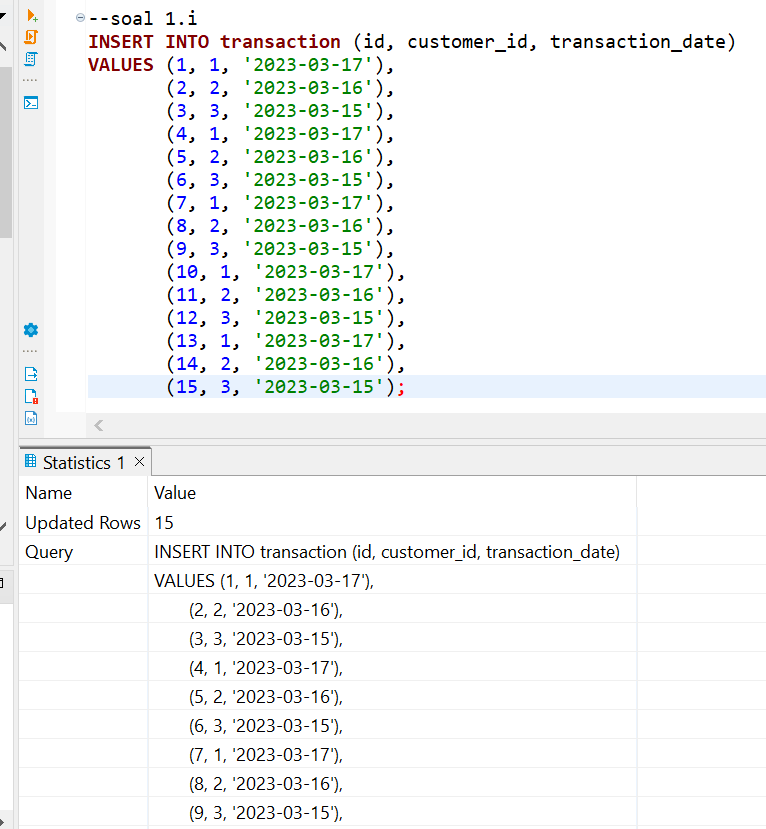 --soal 1.i
INSERT INTO transaction (id, customer_id, transaction_date)
VALUES (1, 1, '2023-03-17'),
(2, 2, '2023-03-16'),
(3, 3, '2023-03-15'),
(4, 1, '2023-03-17'),
(5, 2, '2023-03-16'),
(6, 3, '2023-03-15'),
(7, 1, '2023-03-17'),
(8, 2, '2023-03-16'),
(9, 3, '2023-03-15'),
(10, 1, '2023-03-17'),
(11, 2, '2023-03-16'),
(12, 3, '2023-03-15'),
(13, 1, '2023-03-17'),
(14, 2, '2023-03-16'),
(15, 3, '2023-03-15');
Statistics 1
Name Value
Updated Rows 15
Query INSERT INTO transaction (id, customer_id, transaction_date)
VALUES (1, 1, '2023-03-17'),
(2, 2, '2023-03-16'),
(3, 3, '2023-03-15'),
(4, 1, '2023-03-17'),
(5, 2, '2023-03-16'),
(6, 3, '2023-03-15'),
(7, 1, '2023-03-17'),
(8, 2, '2023-03-16'),
(9, 3, '2023-03-15'),